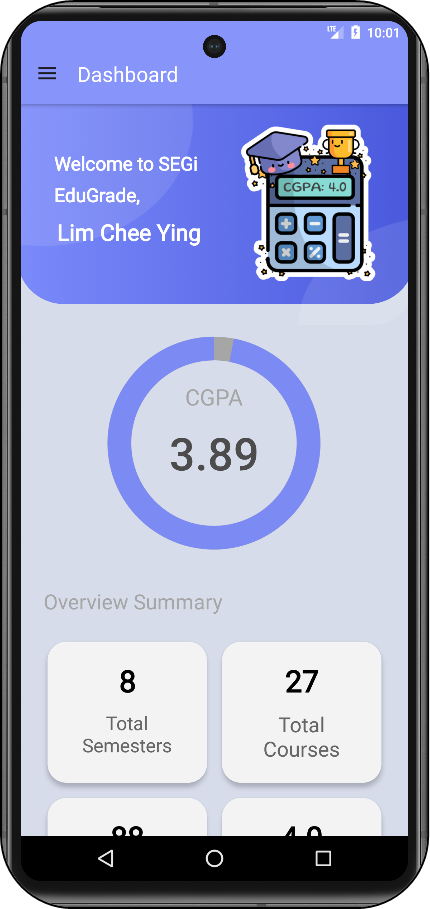 LTE 10:01
Dashboard
Welcome to SEGi
EduGrade,
Lim Chee Ying
CGPA: 4.0
CGPA
3.89
Overview Summary
8
Total
Semesters
27
Total
Courses